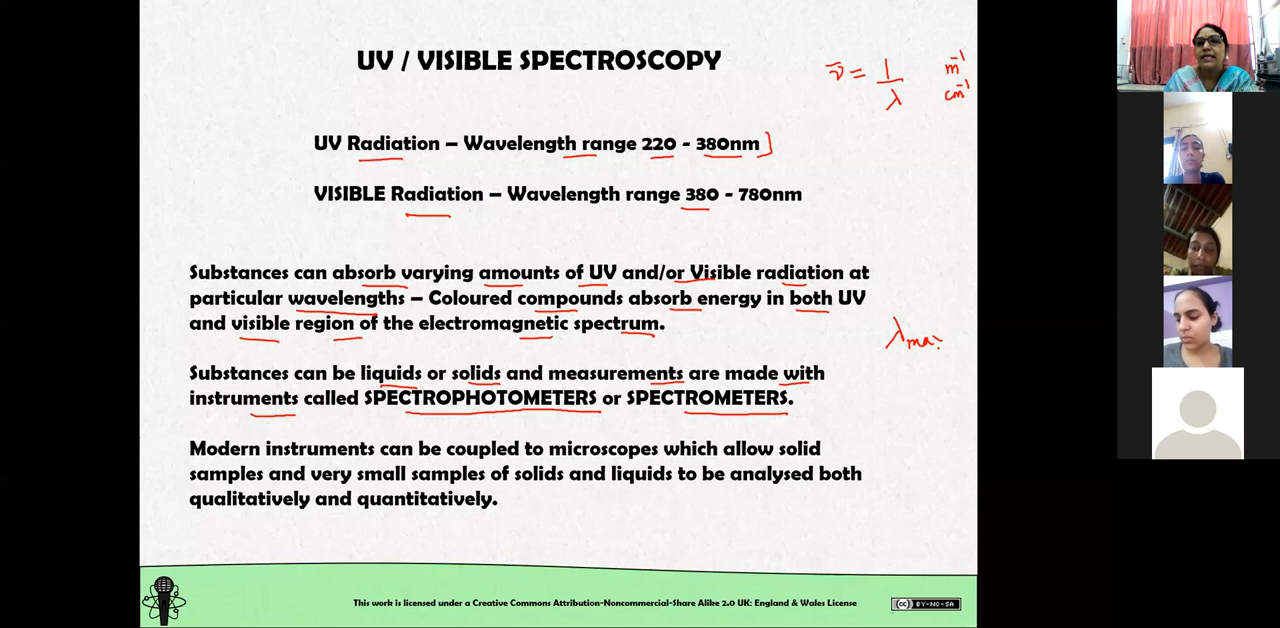 UV / VISIBLE SPECTROSCOPY
ν̄ = 1/λ
m⁻¹
cm⁻¹
UV Radiation – Wavelength range 220 - 380nm
VISIBLE Radiation – Wavelength range 380 - 780nm
Substances can absorb varying amounts of UV and/or Visible radiation at
particular wavelengths – Coloured compounds absorb energy in both UV
and visible region of the electromagnetic spectrum.
λma
Substances can be liquids or solids and measurements are made with
instruments called SPECTROPHOTOMETERS or SPECTROMETERS.
Modern instruments can be coupled to microscopes which allow solid
samples and very small samples of solids and liquids to be analysed both
qualitatively and quantitatively.
This work is licensed under a Creative Commons Attribution-Noncommercial-Share Alike 2.0 UK: England & Wales License
cc BY-NC-SA